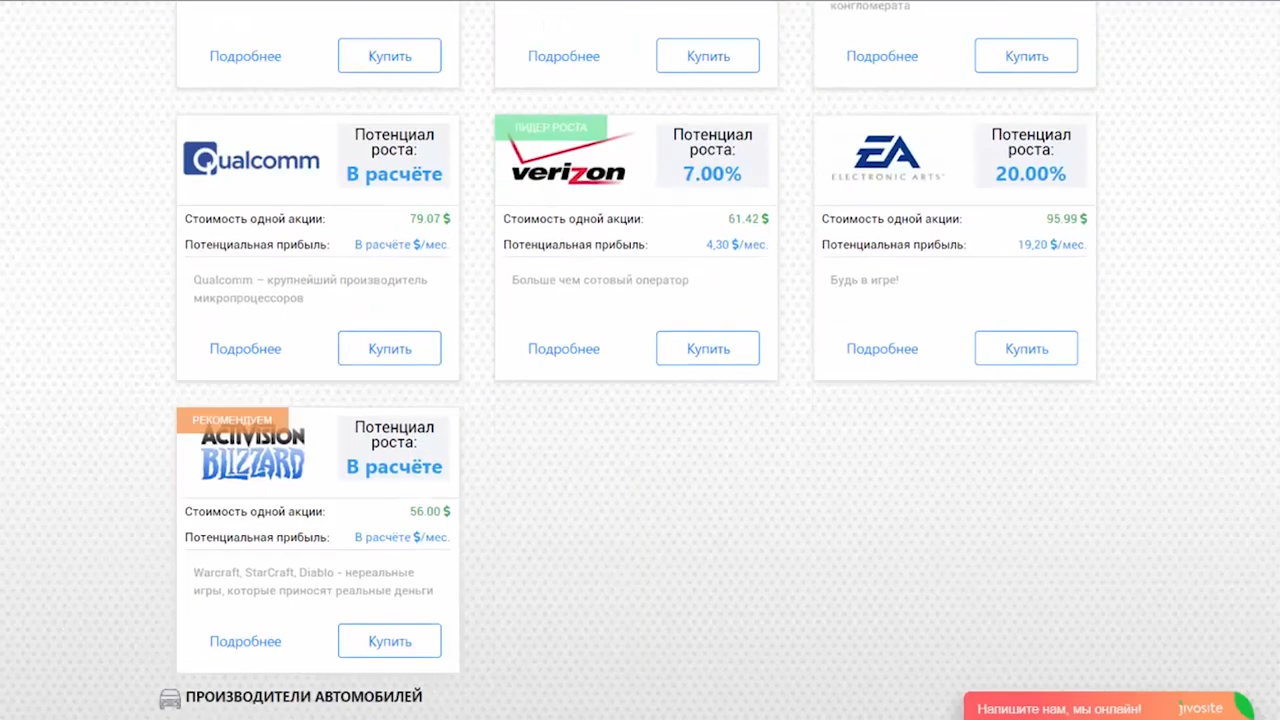 конгломерата
Подробнее
Купить
Подробнее
Купить
Подробнее
Купить
Qualcomm
Потенциал
роста:
В расчёте
Стоимость одной акции:
79.07 $
Потенциальная прибыль:
В расчёте $/мес.
Qualcomm – крупнейший производитель
микропроцессоров
Подробнее
Купить
ЛИДЕР РОСТА
verizon
Потенциал
роста:
7.00%
Стоимость одной акции:
61.42 $
Потенциальная прибыль:
4,30 $/мес.
Больше чем сотовый оператор
Подробнее
Купить
EA
ELECTRONIC ARTS
Потенциал
роста:
20.00%
Стоимость одной акции:
95.99 $
Потенциальная прибыль:
19,20 $/мес.
Будь в игре!
Подробнее
Купить
РЕКОМЕНДУЕМ
ACTIVISION
BLIZZARD
Потенциал
роста:
В расчёте
Стоимость одной акции:
56.00 $
Потенциальная прибыль:
В расчёте $/мес.
Warcraft, StarCraft, Diablo - нереальные
игры, которые приносят реальные деньги
Подробнее
Купить
ПРОИЗВОДИТЕЛИ АВТОМОБИЛЕЙ
Напишите нам, мы онлайн!
jivosite